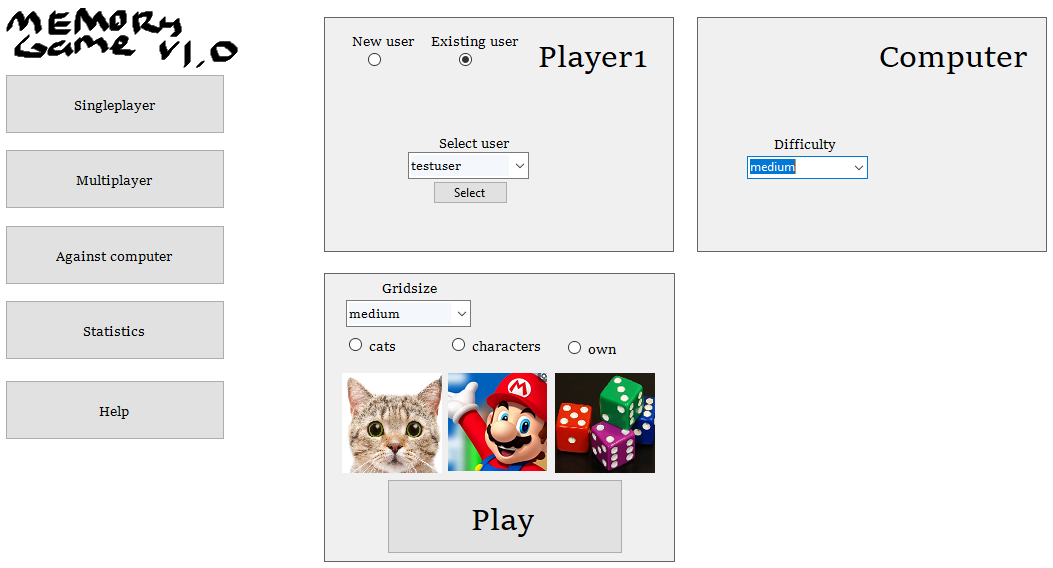 MEMORY
Game V1.0
Singleplayer
Multiplayer
Against computer
Statistics
Help
New user Existing user
Player1
Select user
testuser
Select
Computer
Difficulty
medium
Gridsize
medium
cats characters own
M
Play